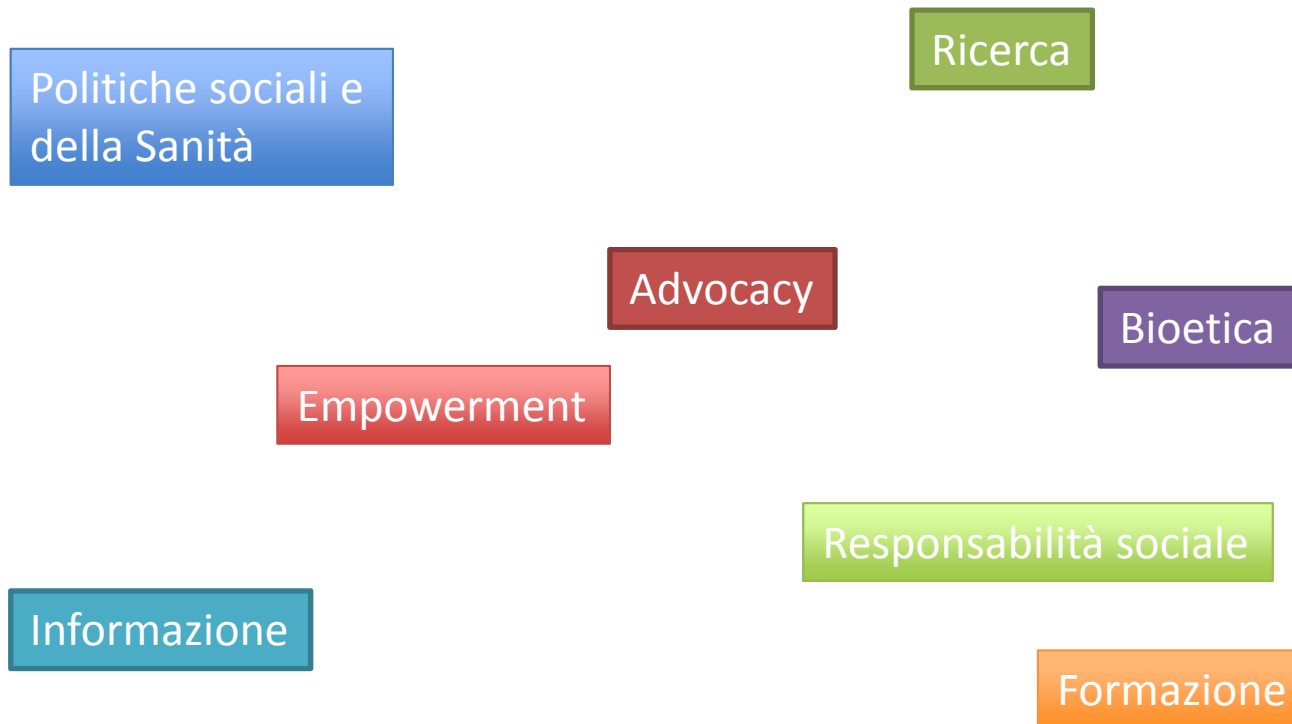 Ricerca
Politiche sociali e
della Sanità
Advocacy
Bioetica
Empowerment
Responsabilità sociale
Informazione
Formazione